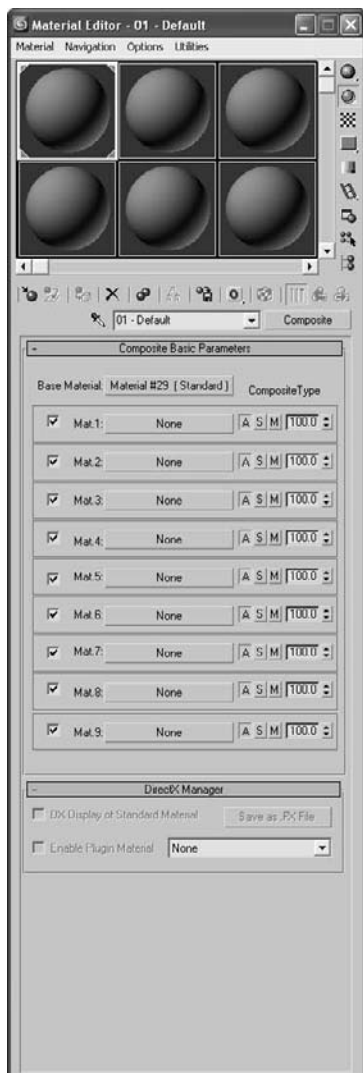 Material Editor - 01 - Default
Material Navigation Options Utilities
01 - Default Composite
- Composite Basic Parameters
Base Material: Material #29 ( Standard ) CompositeType
Mat.1: None A S M 100.0
Mat.2: None A S M 100.0
Mat.3: None A S M 100.0
Mat.4: None A S M 100.0
Mat.5: None A S M 100.0
Mat.6: None A S M 100.0
Mat.7: None A S M 100.0
Mat.8: None A S M 100.0
Mat.9: None A S M 100.0
- DirectX Manager
DX Display of Standard Material Save as .FX File
Enable Plugin Material None